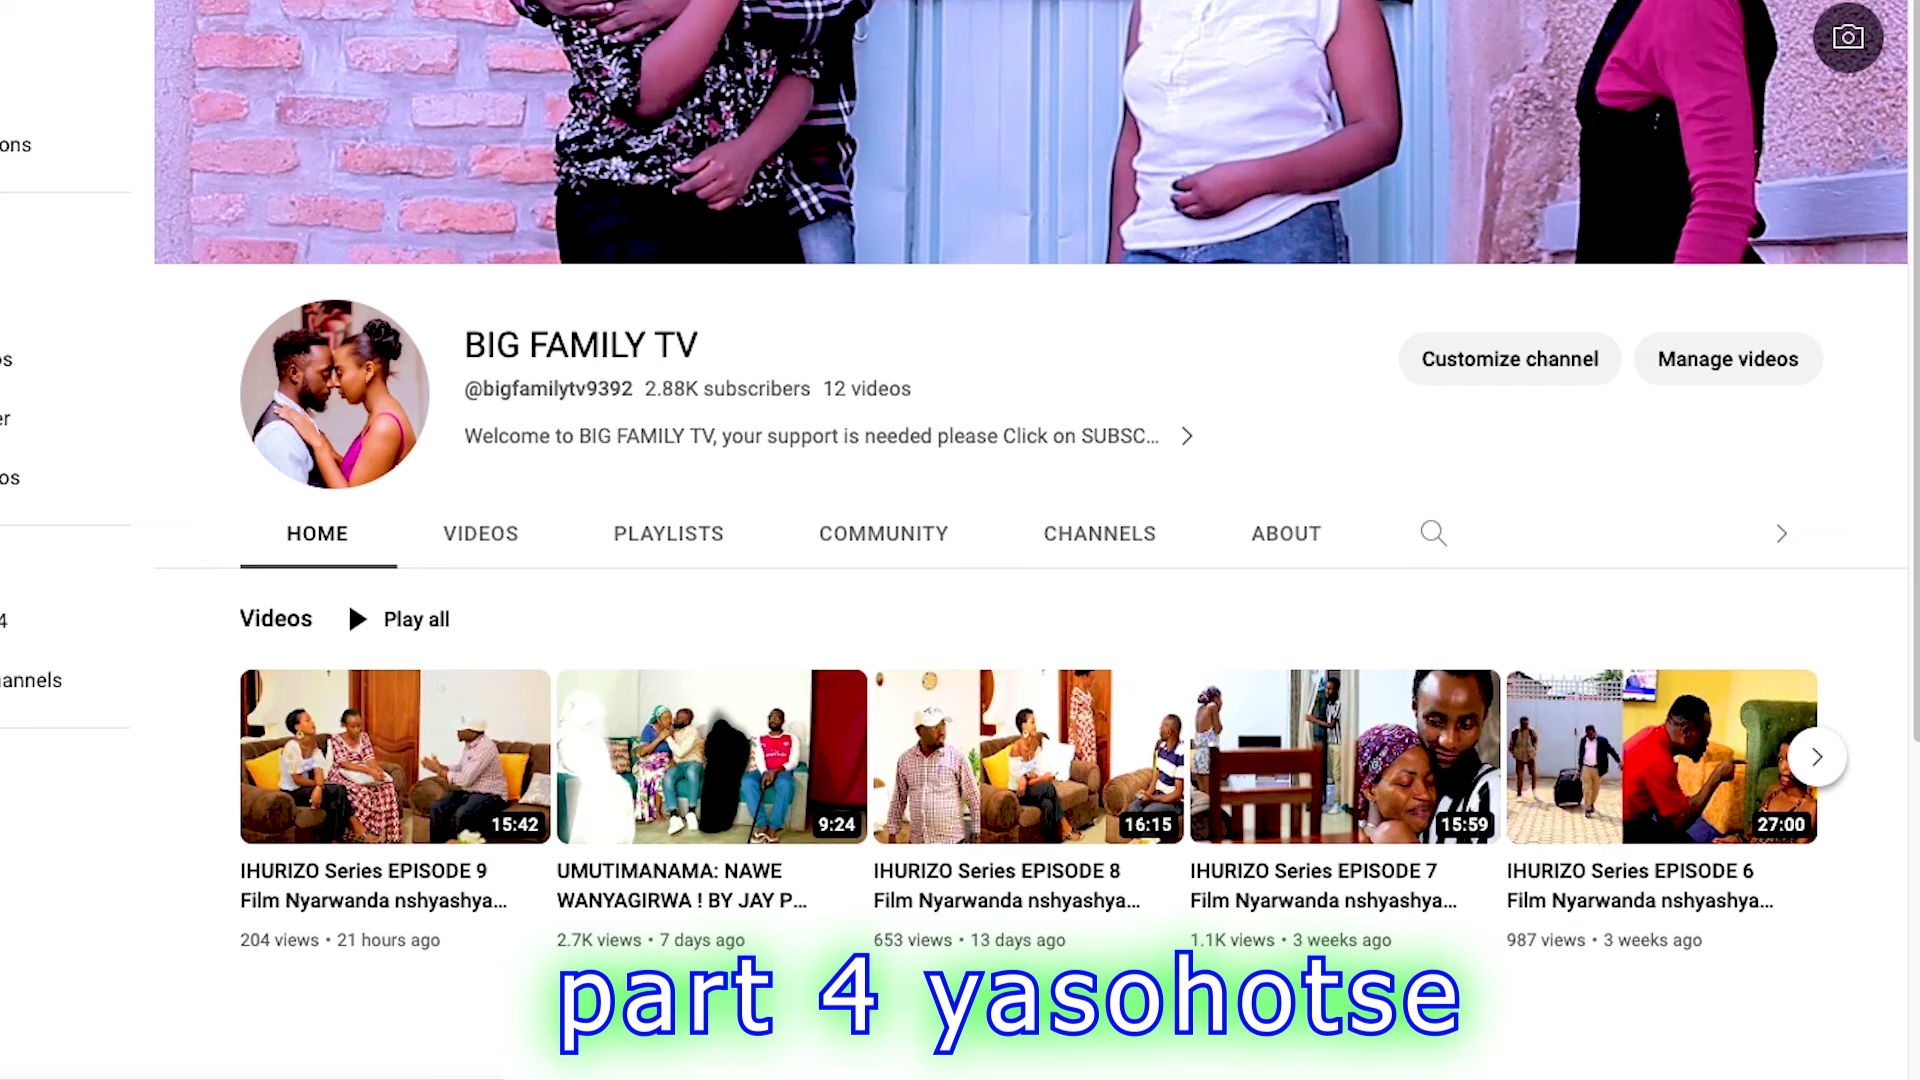 ons
s
er
os
4
annels
BIG FAMILY TV
@bigfamilytv9392 2.88K subscribers 12 videos
Welcome to BIG FAMILY TV, your support is needed please Click on SUBSC...
Customize channel
Manage videos
HOME VIDEOS PLAYLISTS COMMUNITY CHANNELS ABOUT
Videos Play all
15:42
IHURIZO Series EPISODE 9
Film Nyarwanda nshyashya...
204 views • 21 hours ago
9:24
UMUTIMANAMA: NAWE
WANYAGIRWA ! BY JAY P...
2.7K views • 7 days ago
16:15
IHURIZO Series EPISODE 8
Film Nyarwanda nshyashya...
653 views • 13 days ago
15:59
IHURIZO Series EPISODE 7
Film Nyarwanda nshyashya...
1.1K views • 3 weeks ago
27:00
IHURIZO Series EPISODE 6
Film Nyarwanda nshyashya...
987 views • 3 weeks ago
part 4 yasohotse